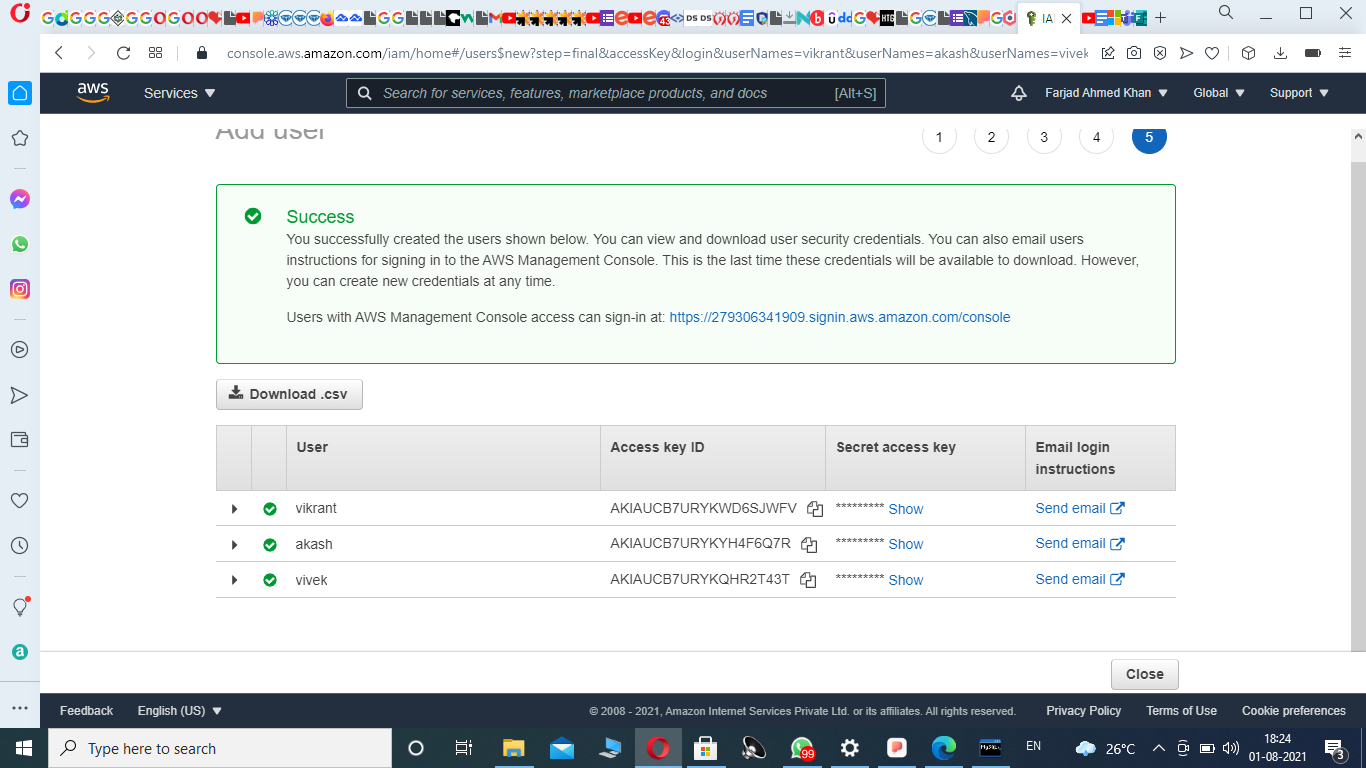 IA
console.aws.amazon.com/iam/home#/users$new?step=final&accessKey&login&userNames=vikrant&userNames=akash&userNames=vivek
aws
Services
Search for services, features, marketplace products, and docs
[Alt+S]
Farjad Ahmed Khan
Global
Support
Add user
1
2
3
4
5
Success
You successfully created the users shown below. You can view and download user security credentials. You can also email users
instructions for signing in to the AWS Management Console. This is the last time these credentials will be available to download. However,
you can create new credentials at any time.
Users with AWS Management Console access can sign-in at: https://279306341909.signin.aws.amazon.com/console
Download .csv
User
Access key ID
Secret access key
Email login
instructions
vikrant
AKIAUCB7URYKWD6SJWFV
********* Show
Send email
akash
AKIAUCB7URYKYH4F6Q7R
********* Show
Send email
vivek
AKIAUCB7URYKQHR2T43T
********* Show
Send email
Close
Feedback
English (US)
© 2008 - 2021, Amazon Internet Services Private Ltd. or its affiliates. All rights reserved.
Privacy Policy
Terms of Use
Cookie preferences
Type here to search
99
EN
26°C
18:24
01-08-2021
3